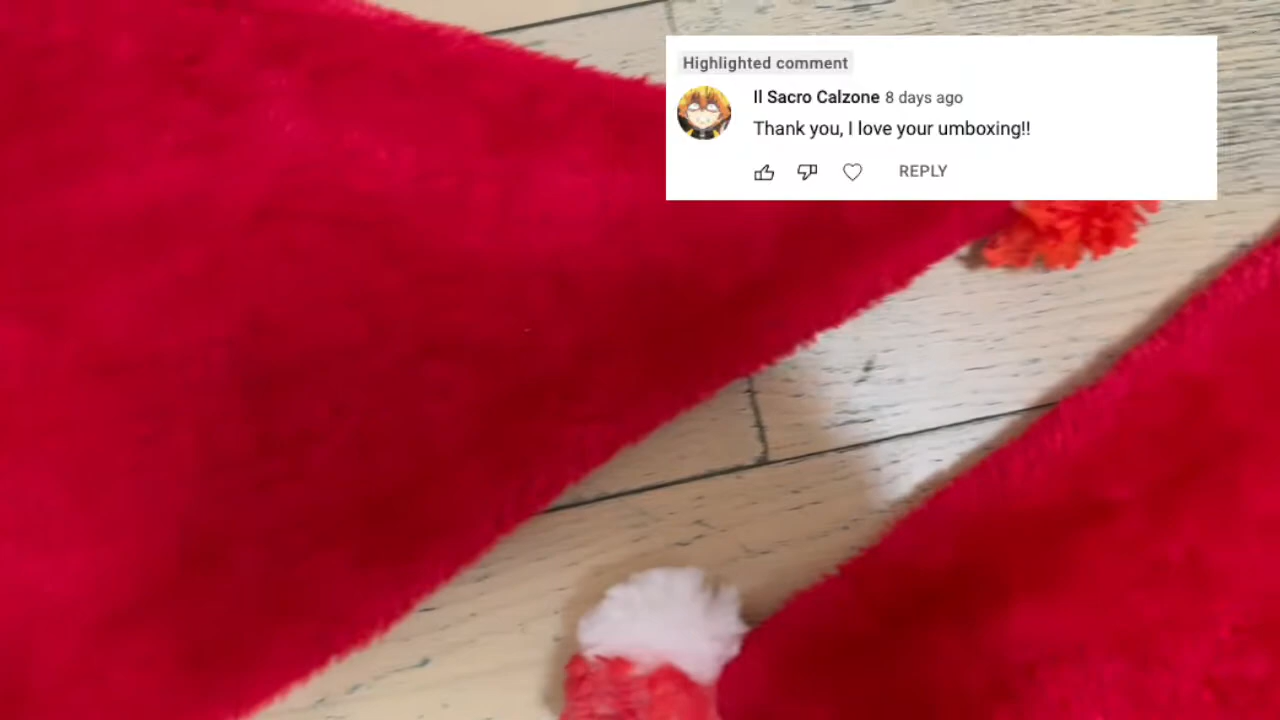 Highlighted comment
Il Sacro Calzone 8 days ago
Thank you, I love your umboxing!!
REPLY